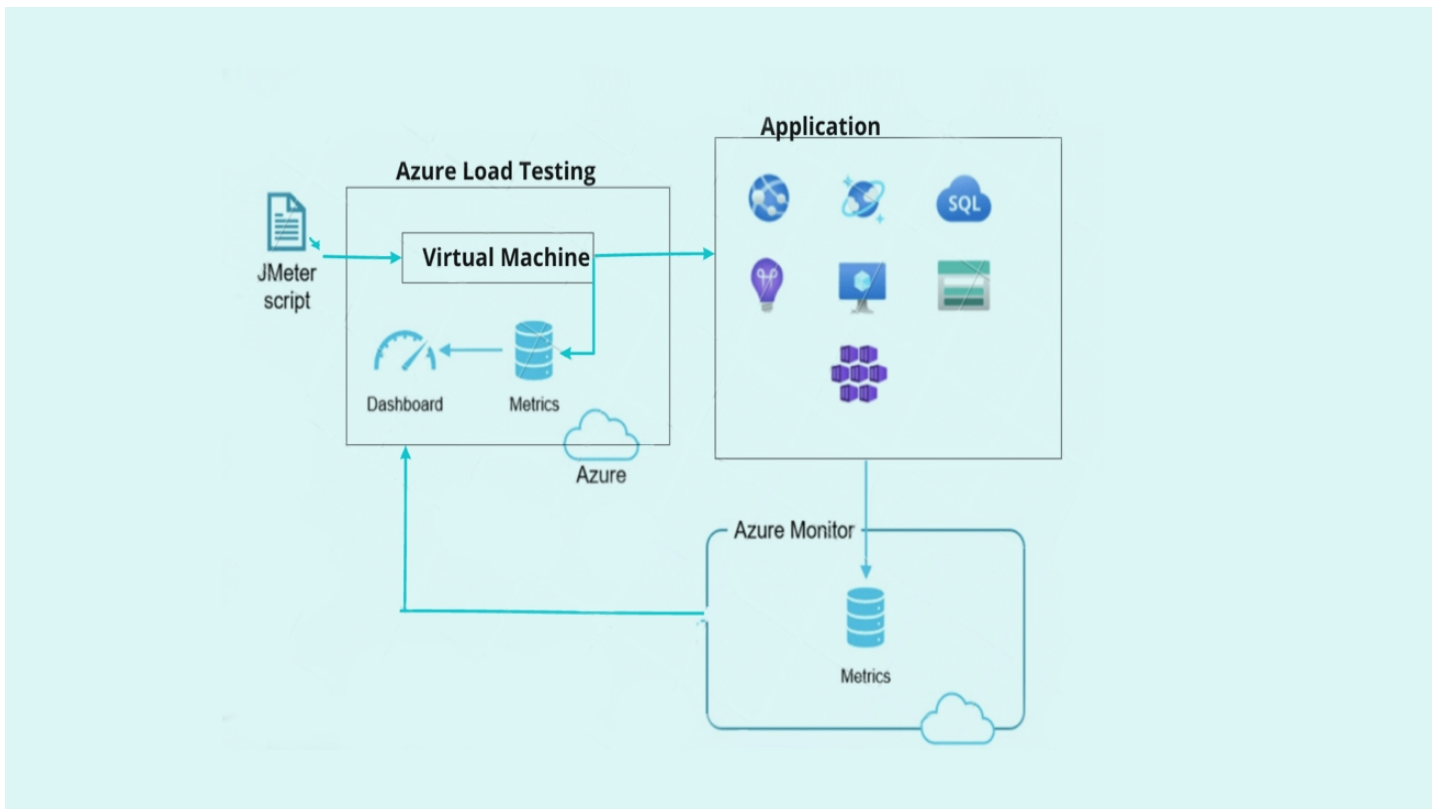 Application
Azure Load Testing
SQL
Virtual Machine
JMeter
script
Dashboard
Metrics
Azure
Azure Monitor
Metrics